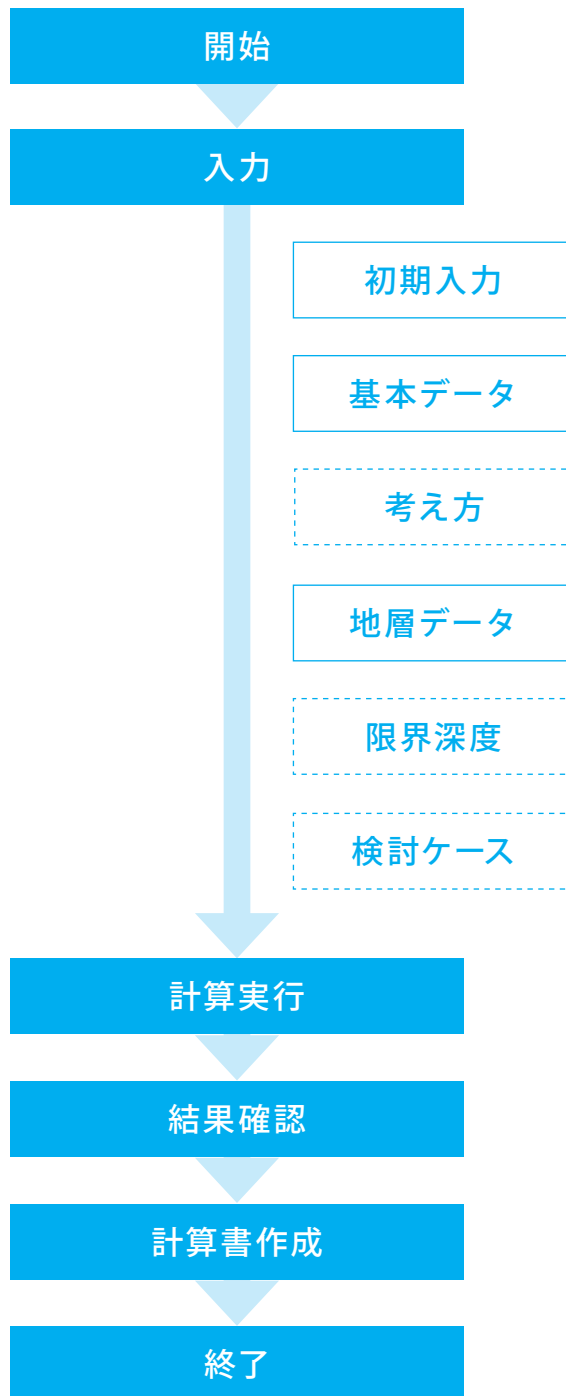 開始
入力
初期入力
基本データ
考え方
地層データ
限界深度
検討ケース
計算実行
結果確認
計算書作成
終了